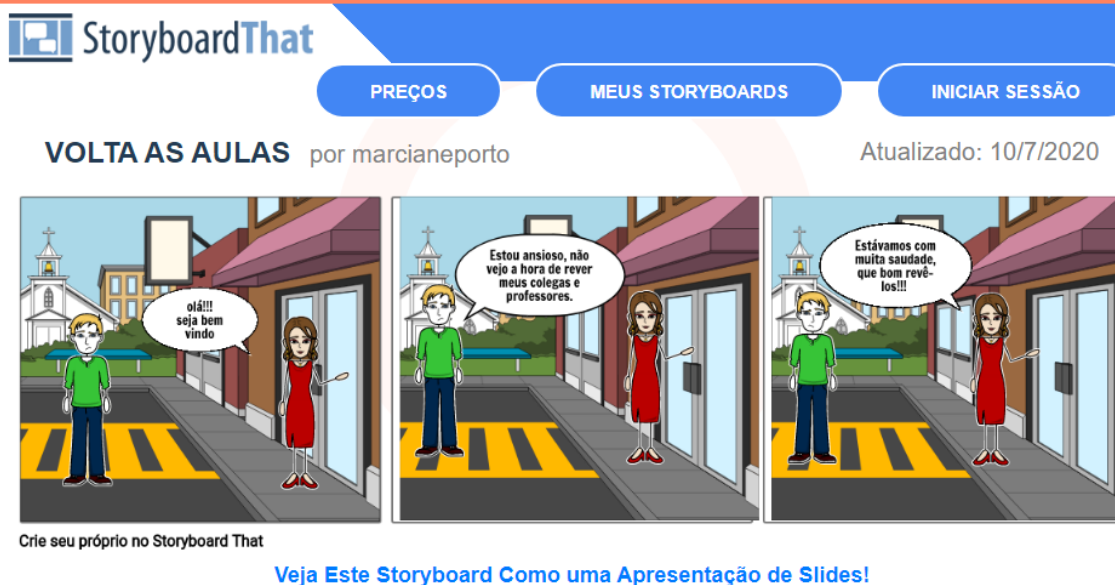 StoryboardThat
PREÇOS
MEUS STORYBOARDS
INICIAR SESSÃO
VOLTA AS AULAS por marcianeporto
Atualizado: 10/7/2020
olá!!!
seja bem
vindo
Estou ansioso, não
vejo a hora de rever
meus colegas e
professores.
Estávamos com
muita saudade,
que bom revê-
los!!!
Crie seu próprio no Storyboard That
Veja Este Storyboard Como uma Apresentação de Slides!